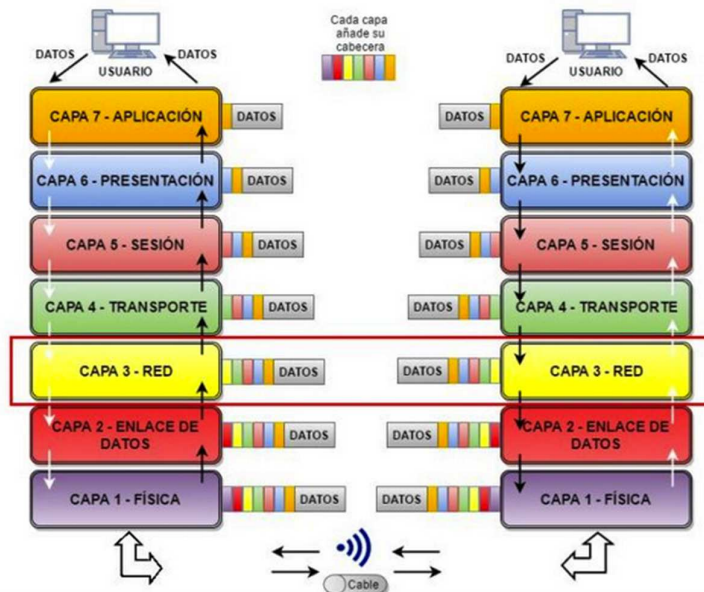 Cada capa
añade su
cabecera
DATOS
DATOS
USUARIO
DATOS
DATOS
USUARIO
CAPA 7 - APLICACIÓN
DATOS
DATOS
CAPA 7 - APLICACIÓN
CAPA 6 - PRESENTACIÓN
DATOS
DATOS
CAPA 6 - PRESENTACIÓN
CAPA 5 - SESIÓN
DATOS
DATOS
CAPA 5 - SESIÓN
CAPA 4 - TRANSPORTE
DATOS
DATOS
CAPA 4 - TRANSPORTE
CAPA 3 - RED
DATOS
DATOS
CAPA 3 - RED
CAPA 2 - ENLACE DE
DATOS
DATOS
DATOS
CAPA 2 - ENLACE DE
DATOS
CAPA 1 - FÍSICA
DATOS
DATOS
CAPA 1 - FÍSICA
Cable